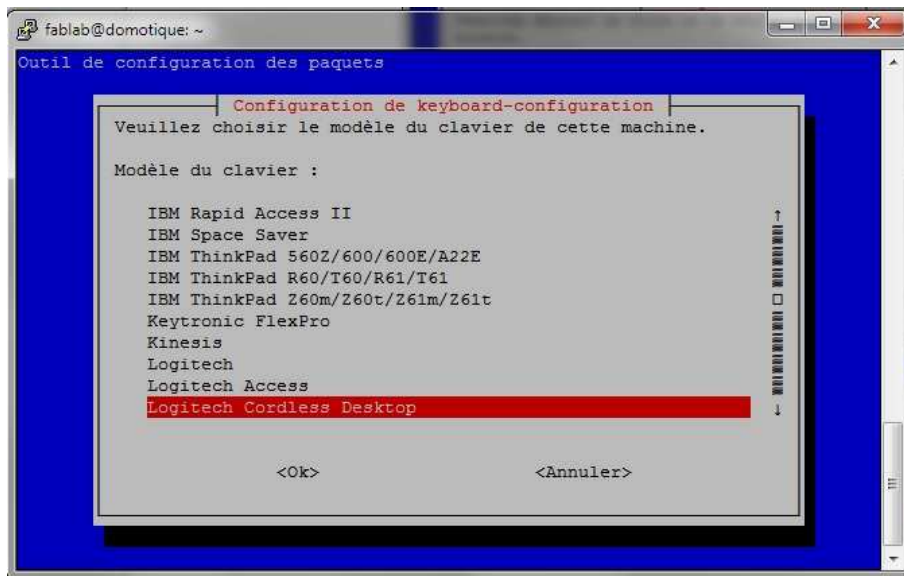 fablab@domotique: ~
Outil de configuration des paquets
Configuration de keyboard-configuration
Veuillez choisir le modèle du clavier de cette machine.
Modèle du clavier :
IBM Rapid Access II
IBM Space Saver
IBM ThinkPad 560Z/600/600E/A22E
IBM ThinkPad R60/T60/R61/T61
IBM ThinkPad Z60m/Z60t/Z61m/Z61t
Keytronic FlexPro
Kinesis
Logitech
Logitech Access
Logitech Cordless Desktop
<Ok> <Annuler>